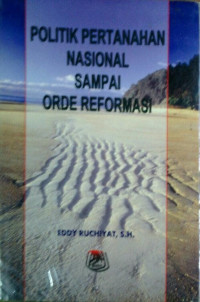 POLITIK PERTANAHAN
NASIONAL
SAMPAI
ORDE REFORMASI
EDDY RUCHIYAT, S.H.